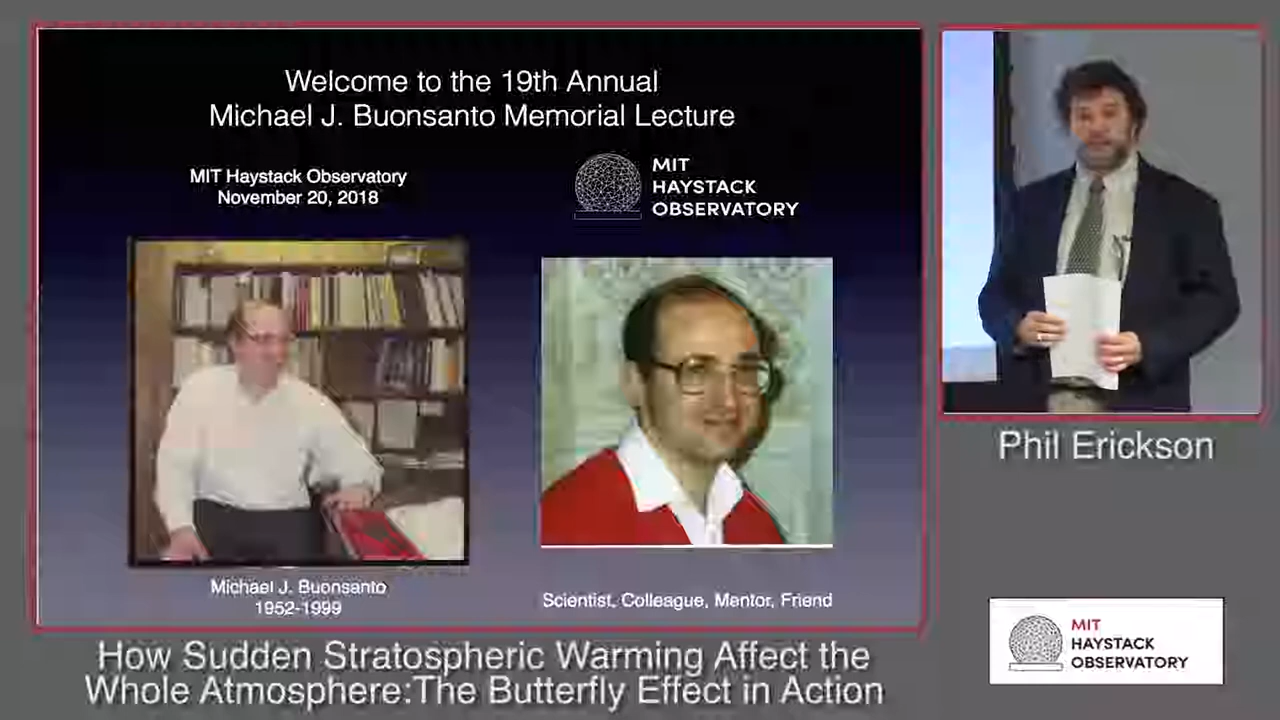 Welcome to the 19th Annual
Michael J. Buonsanto Memorial Lecture
MIT Haystack Observatory
November 20, 2018
MIT
HAYSTACK
OBSERVATORY
Michael J. Buonsanto
1952-1999
Scientist, Colleague, Mentor, Friend
Phil Erickson
MIT
HAYSTACK
OBSERVATORY
How Sudden Stratospheric Warming Affect the
Whole Atmosphere:The Butterfly Effect in Action